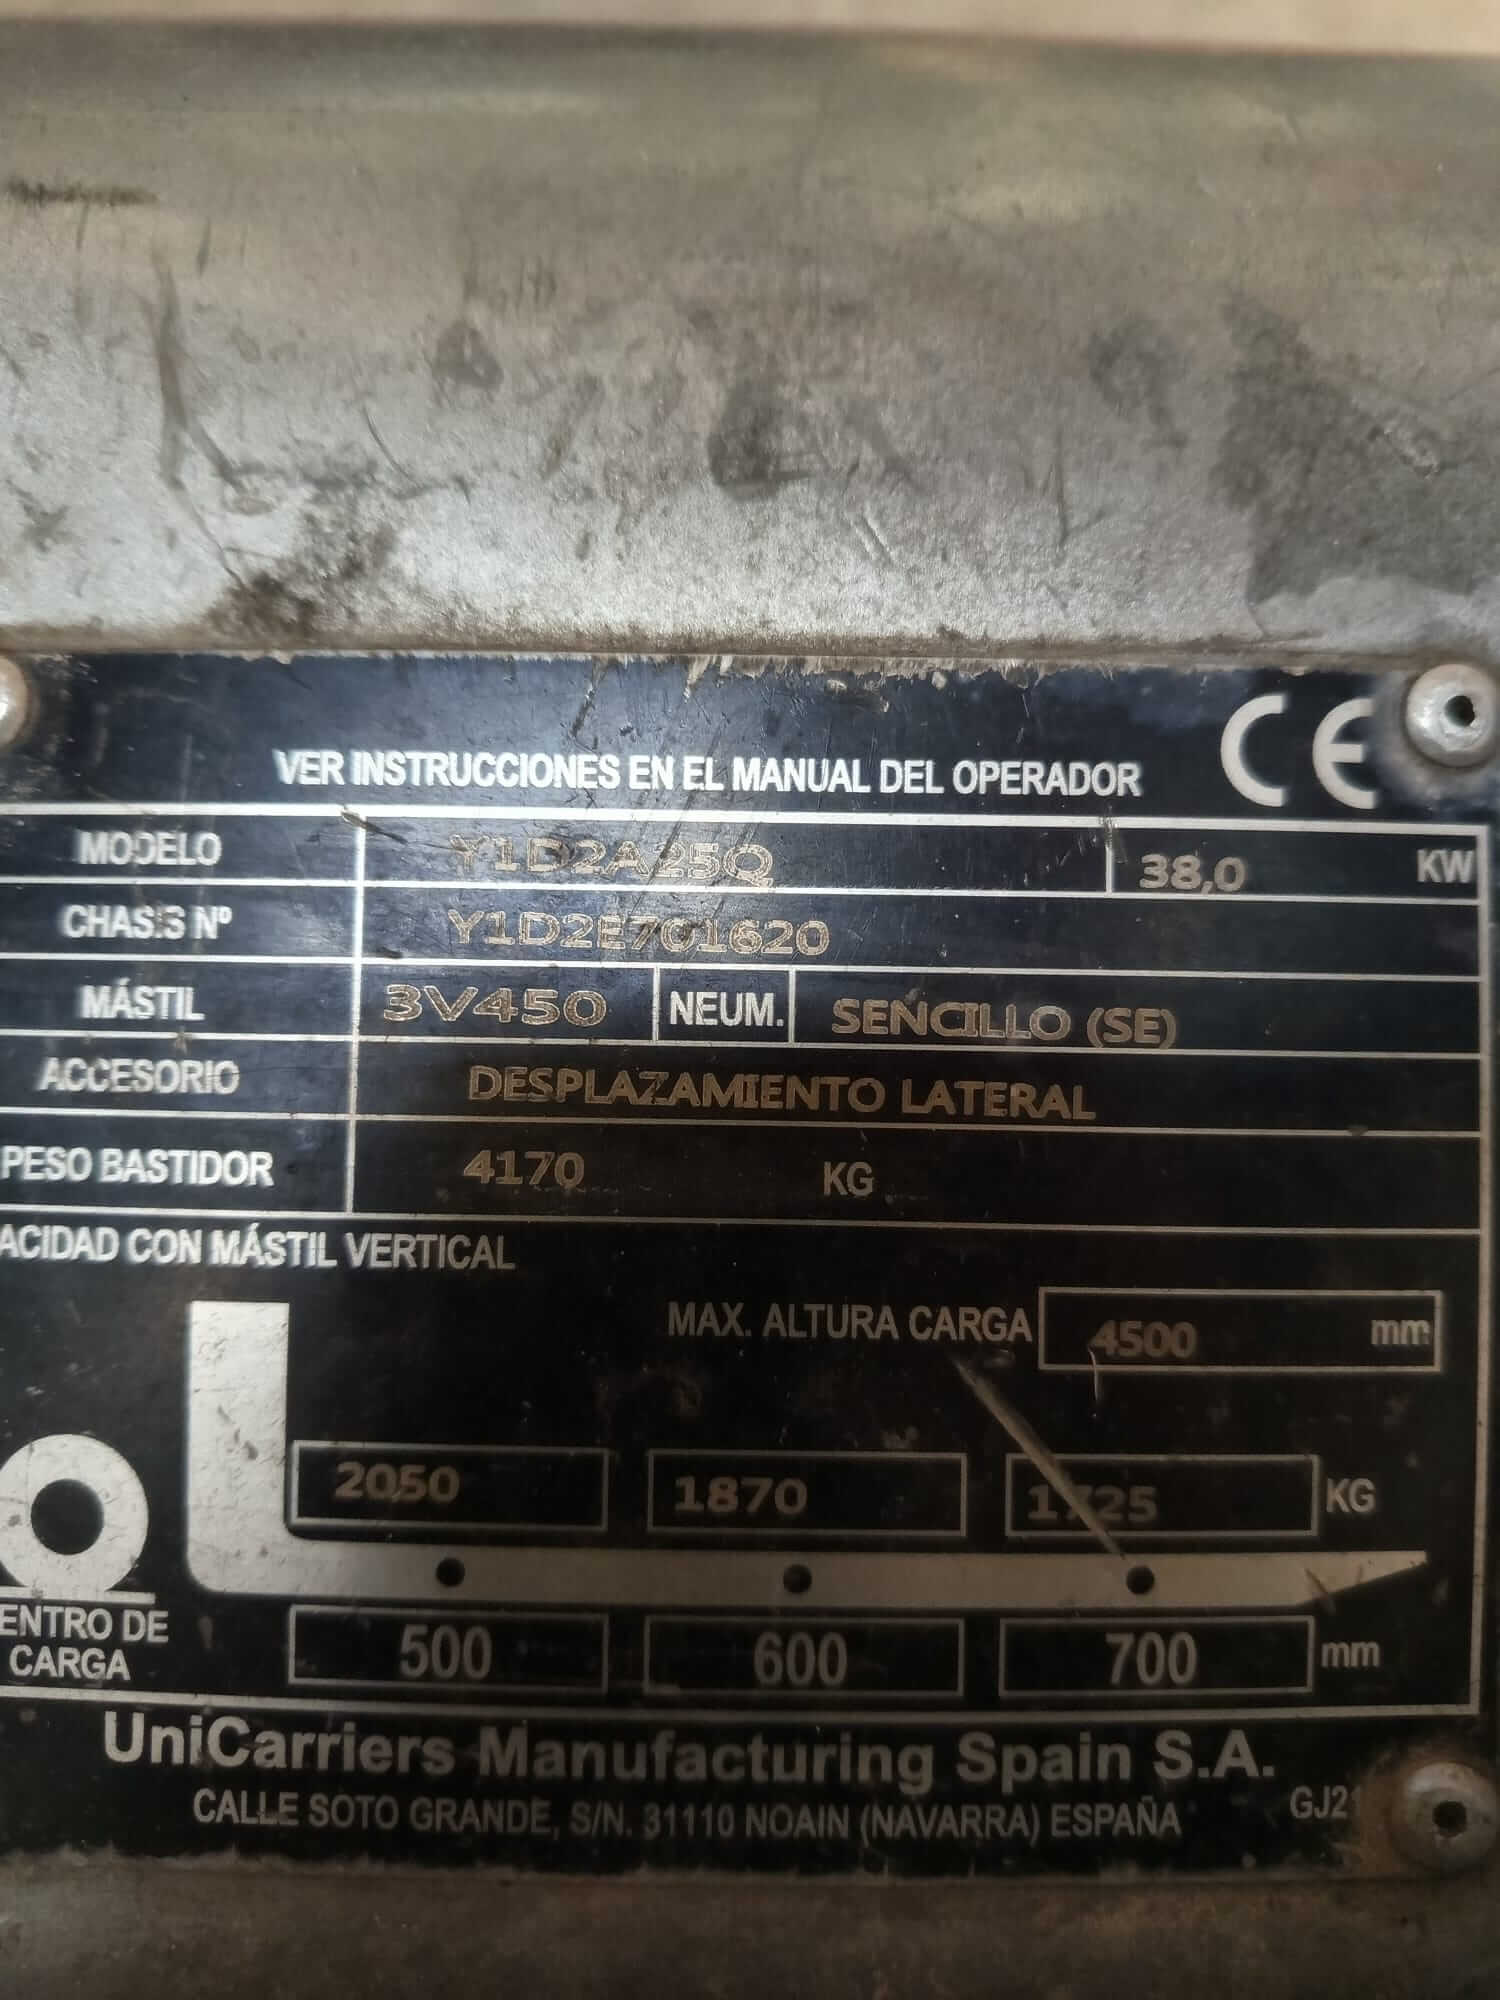 VER INSTRUCCIONES EN EL MANUAL DEL OPERADOR CE
MODELO Y1D2A25Q 38,0 KW
CHASIS Nº Y1D2E701620
MÁSTIL 3V450 NEUM. SENCILLO (SE)
ACCESORIO DESPLAZAMIENTO LATERAL
PESO BASTIDOR 4170 KG
ACIDAD CON MÁSTIL VERTICAL
MAX. ALTURA CARGA 4500 mm
2050 1870 1725 KG
ENTRO DE
CARGA
500 600 700 mm
UniCarriers Manufacturing Spain S.A.
CALLE SOTO GRANDE, S/N. 31110 NOAIN (NAVARRA) ESPAÑA GJ21